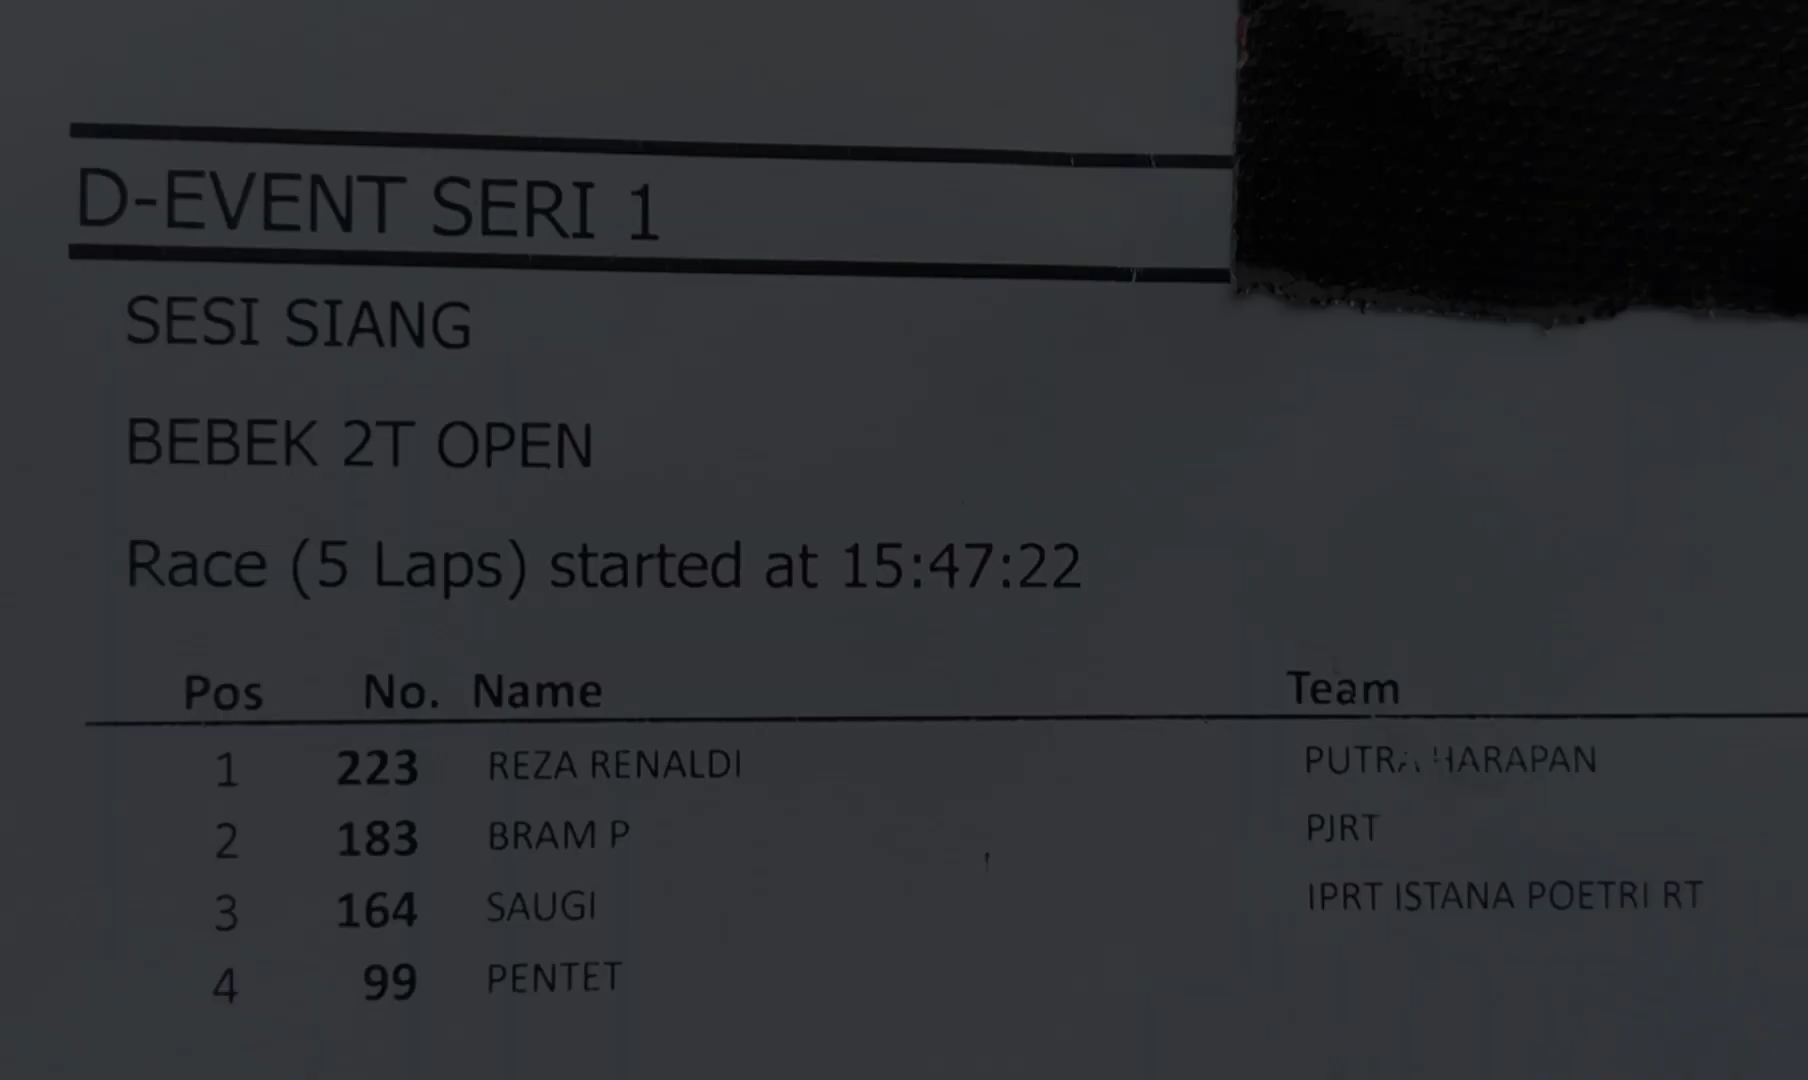 D-EVENT SERI 1
SESI SIANG
BEBEK 2T OPEN
Race (5 Laps) started at 15:47:22
Pos No. Name Team
1 223 REZA RENALDI PUTRA HARAPAN
2 183 BRAM P PJRT
3 164 SAUGI IPRT ISTANA POETRI RT
4 99 PENTET